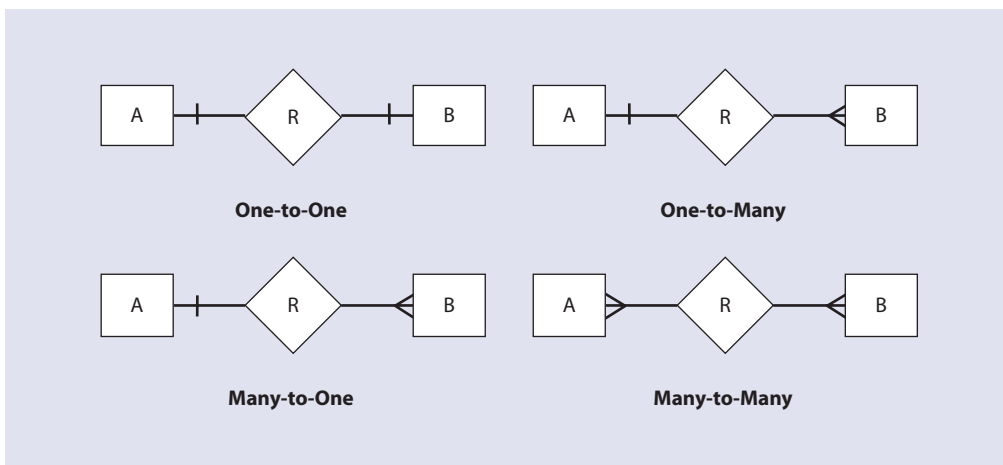 A R B A R B
One-to-One One-to-Many
A R B A R B
Many-to-One Many-to-Many